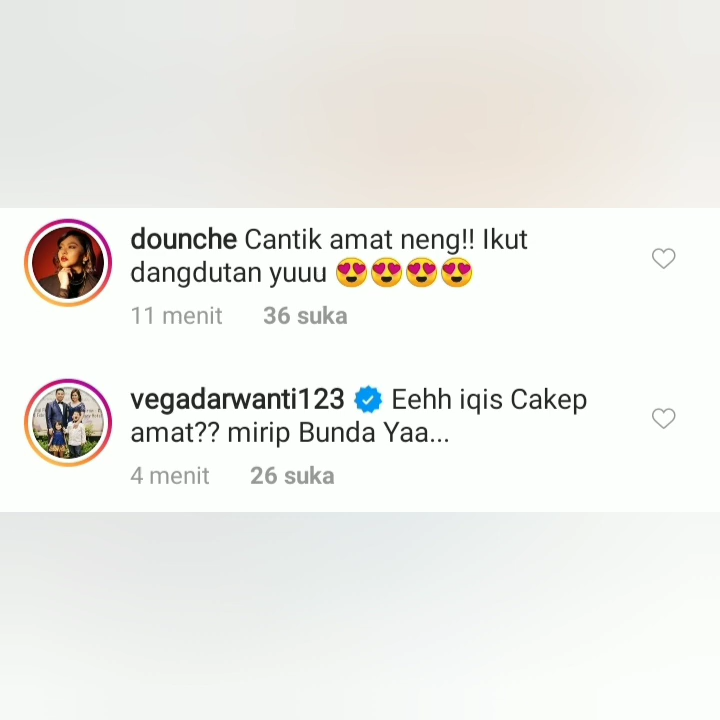 dounche Cantik amat neng!! Ikut
dangdutan yuuu 😍😍😍😍
11 menit 36 suka
vegadarwanti123 Eehh iqis Cakep
amat?? mirip Bunda Yaa...
4 menit 26 suka